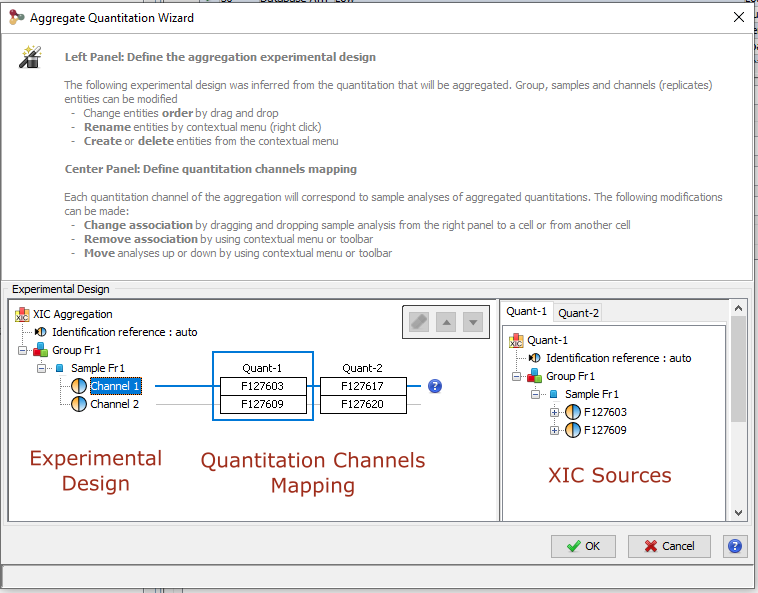 Aggregate Quantitation Wizard
Left Panel: Define the aggregation experimental design
The following experimental design was inferred from the quantitation that will be aggregated. Group, samples and channels (replicates)
entities can be modified
- Change entities order by drag and drop
- Rename entities by contextual menu (right click)
- Create or delete entities from the contextual menu
Center Panel: Define quantitation channels mapping
Each quantitation channel of the aggregation will correspond to sample analyses of aggregated quantitations. The following modifications
can be made:
- Change association by dragging and dropping sample analysis from the right panel to a cell or from another cell
- Remove association by using contextual menu or toolbar
- Move analyses up or down by using contextual menu or toolbar
Experimental Design
XIC XIC Aggregation
Identification reference : auto
Group Fr1
Sample Fr1
Channel 1
Channel 2
Quant-1 Quant-2
F127603 F127617
F127609 F127620
Experimental
Design
Quantitation Channels
Mapping
Quant-1 Quant-2
XIC Quant-1
Identification reference : auto
Group Fr1
Sample Fr1
F127603
F127609
XIC Sources
OK Cancel